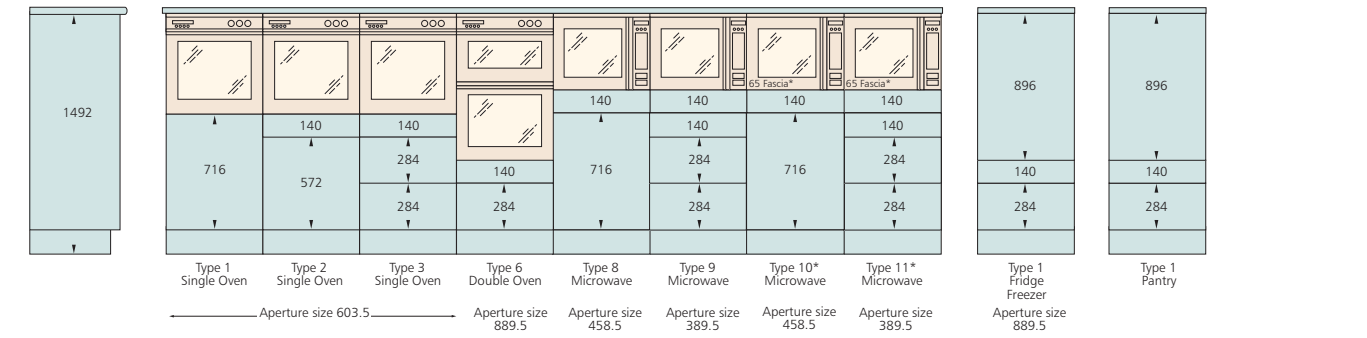 1492
716
140
572
140
284
284
140
284
140
716
140
140
284
284
65 Fascia*
140
716
65 Fascia*
140
140
284
284
896
140
284
896
140
284
Type 1
Single Oven
Type 2
Single Oven
Type 3
Single Oven
Type 6
Double Oven
Type 8
Microwave
Type 9
Microwave
Type 10*
Microwave
Type 11*
Microwave
Type 1
Fridge
Freezer
Type 1
Pantry
Aperture size 603.5
Aperture size
889.5
Aperture size
458.5
Aperture size
389.5
Aperture size
458.5
Aperture size
389.5
Aperture size
889.5